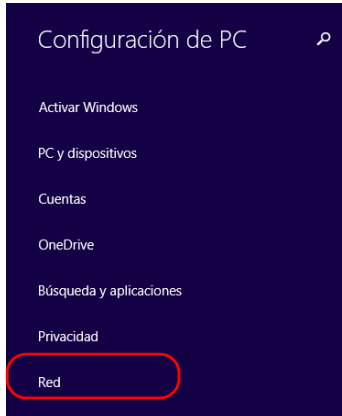 Configuración de PC
Activar Windows
PC y dispositivos
Cuentas
OneDrive
Búsqueda y aplicaciones
Privacidad
Red